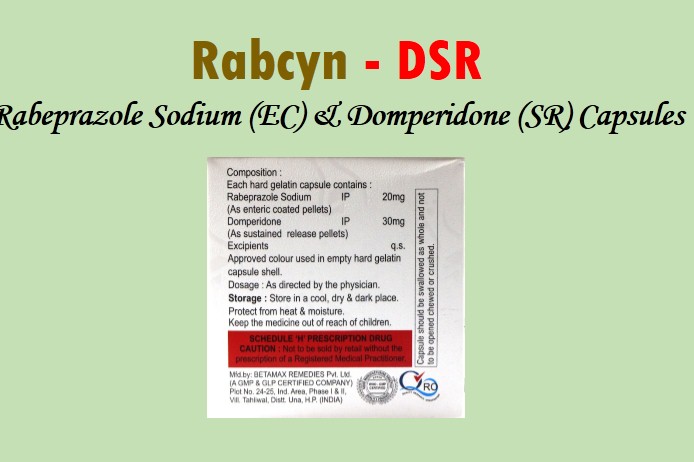 Rabcyn - DSR
Rabeprazole Sodium (EC) & Domperidone (SR) Capsules
Composition :
Each hard gelatin capsule contains :
Rabeprazole Sodium IP 20mg
(As enteric coated pellets)
Domperidone IP 30mg
(As sustained release pellets)
Excipients q.s.
Approved colour used in empty hard gelatin
capsule shell.
Dosage : As directed by the physician.
Storage : Store in a cool, dry & dark place.
Protect from heat & moisture.
Keep the medicine out of reach of children.
SCHEDULE 'H' PRESCRIPTION DRUG
CAUTION : Not to be sold by retail without the
prescription of a Registered Medical Practitioner.
Mfd.by: BETAMAX REMEDIES Pvt. Ltd.
(A GMP & GLP CERTIFIED COMPANY)
Plot No. 24-25, Ind. Area, Phase I & II,
Vill. Tahliwal, Distt. Una, H.P. (INDIA)
Capsule should be swallowed as whole and not
to be opened chewed or crushed.
QRO